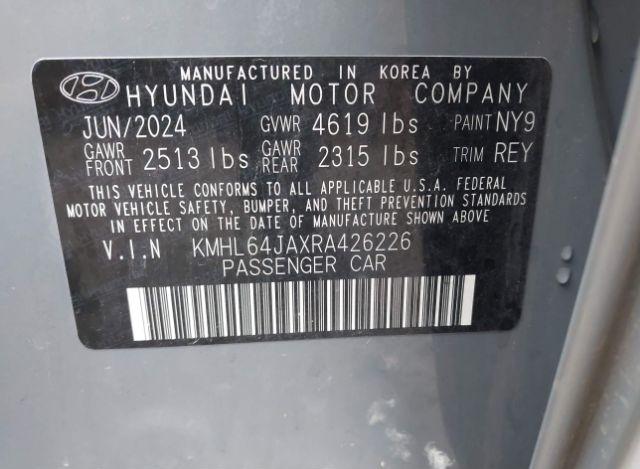 MANUFACTURED IN KOREA BY
HYUNDAI MOTOR COMPANY
JUN/2024 GVWR 4619 lbs PAINT NY9
GAWR FRONT 2513 lbs GAWR REAR 2315 lbs TRIM REY
THIS VEHICLE CONFORMS TO ALL APPLICABLE U.S.A. FEDERAL
MOTOR VEHICLE SAFETY, BUMPER, AND THEFT PREVENTION STANDARDS
IN EFFECT ON THE DATE OF MANUFACTURE SHOWN ABOVE
V.I.N KMHL64JAXRA426226
PASSENGER CAR